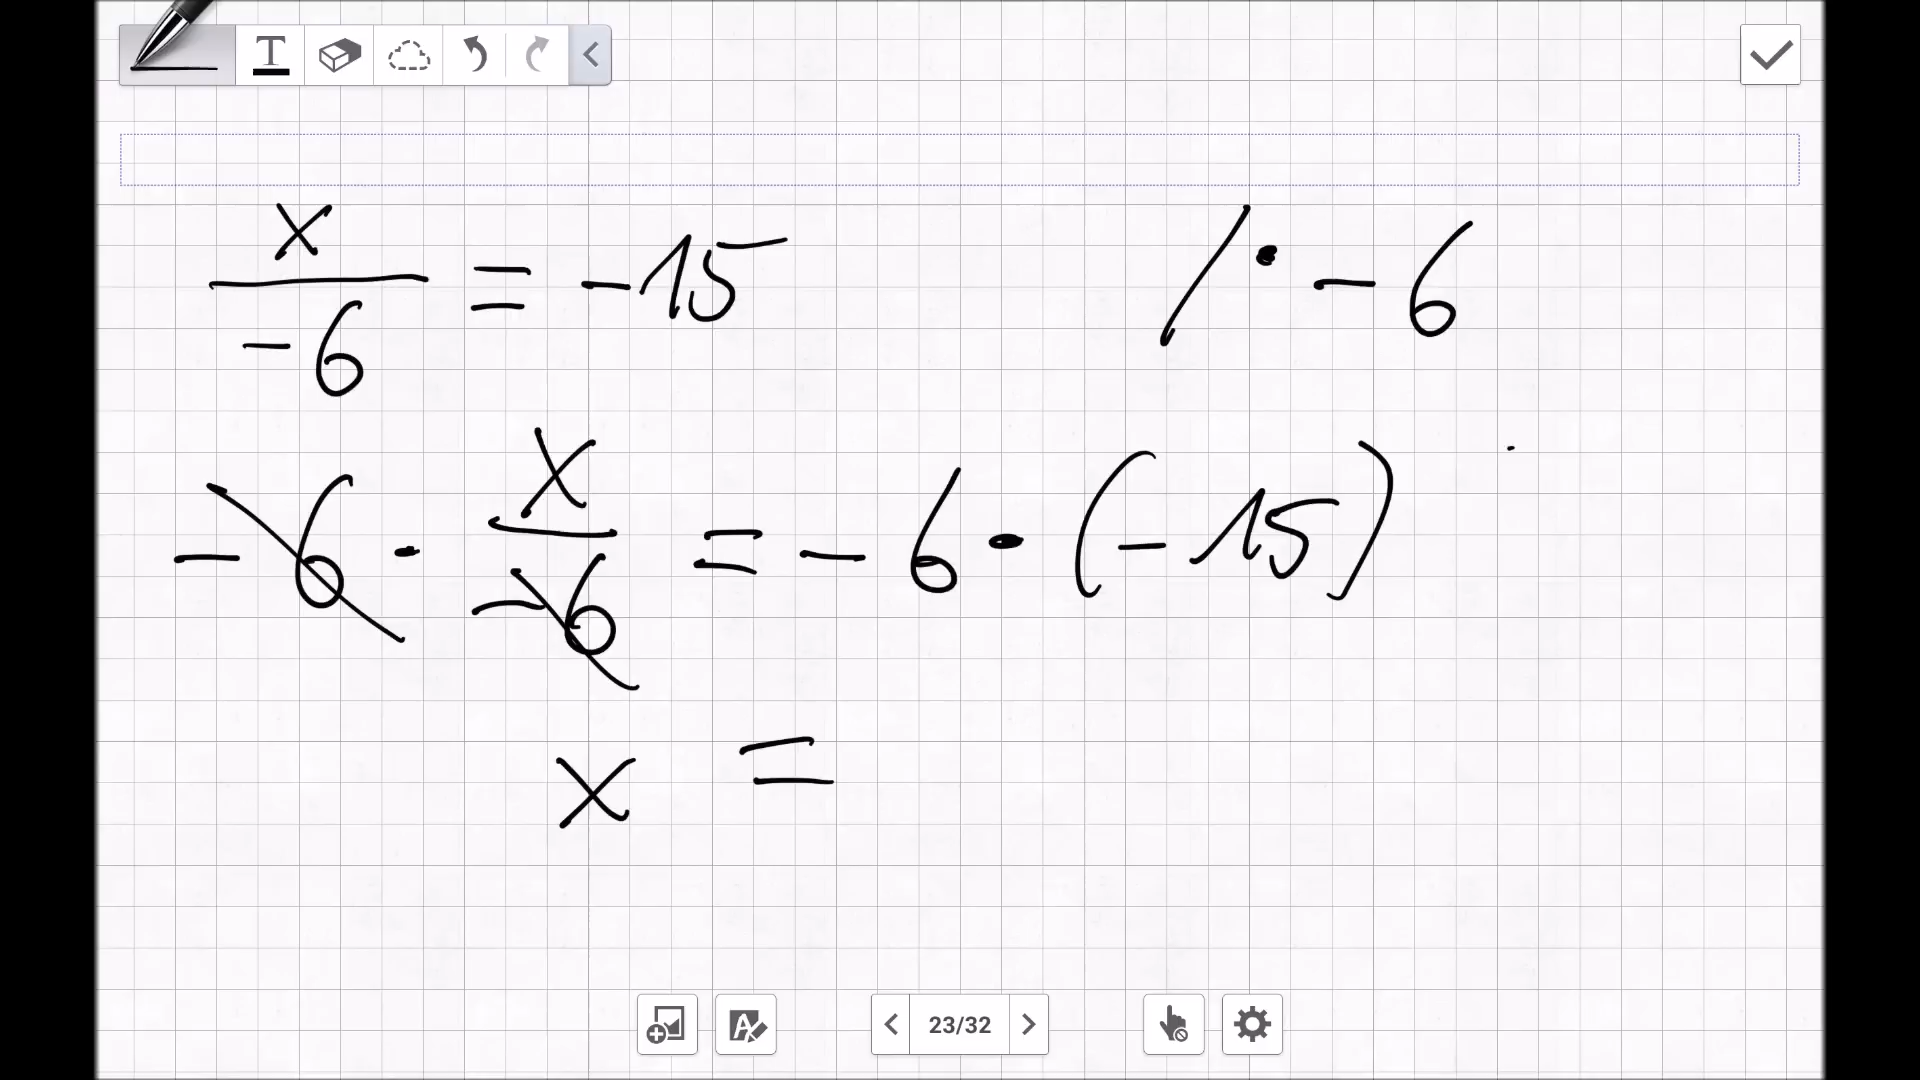 T
x/-6 = -15 /· -6
-6 · x/-6 = -6 · (-15)
x =
A
23/32